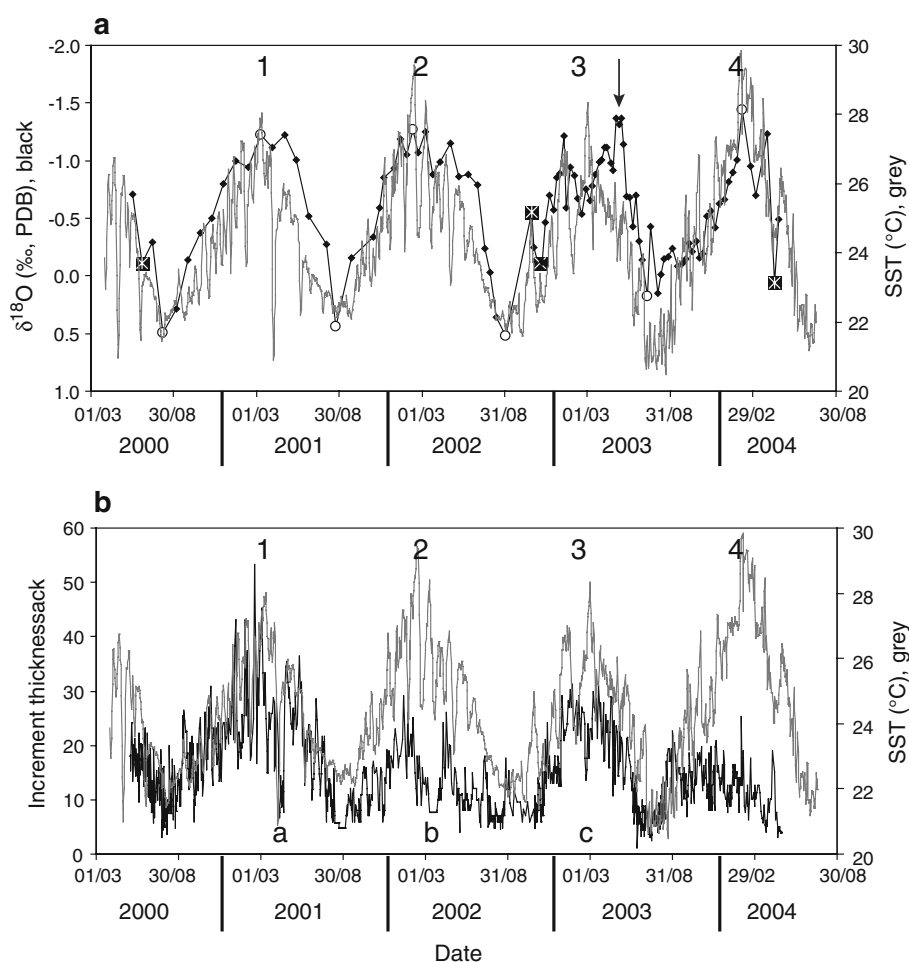 a
-2.0
-1.5
-1.0
-0.5
0.0
0.5
1.0
δ18O (‰, PDB), black
1 2 3 4
30
28
26
24
22
20
SST (°C), grey
01/03 30/08 01/03 30/08 01/03 31/08 01/03 31/08 29/02 30/08
2000 2001 2002 2003 2004
b
60
50
40
30
20
10
0
Increment thicknessack
1 2 3 4
a b c
30
28
26
24
22
20
SST (°C), grey
01/03 30/08 01/03 30/08 01/03 31/08 01/03 31/08 29/02 30/08
2000 2001 2002 2003 2004
Date